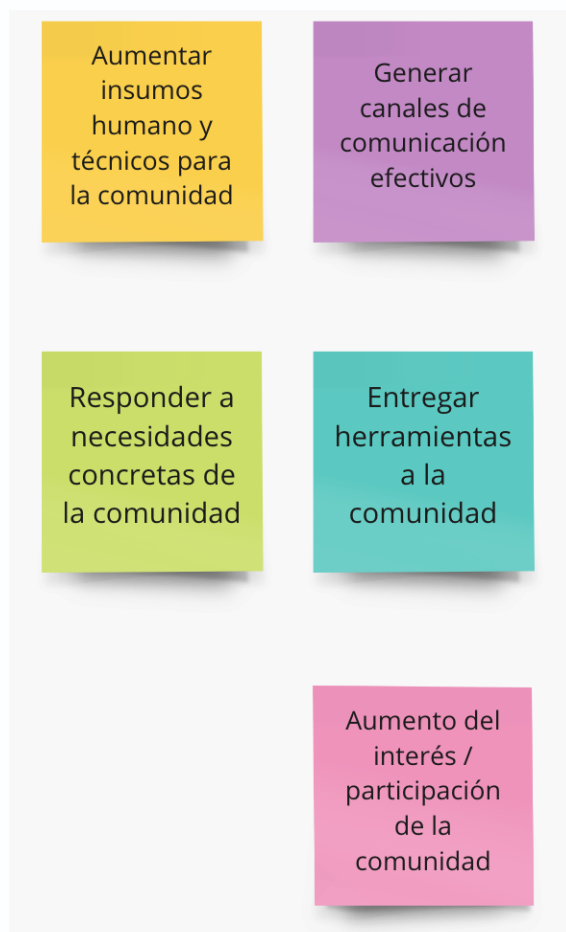 Aumentar
insumos
humano y
técnicos para
la comunidad
Generar
canales de
comunicación
efectivos
Responder a
necesidades
concretas de
la comunidad
Entregar
herramientas
a la
comunidad
Aumento del
interés /
participación
de la
comunidad